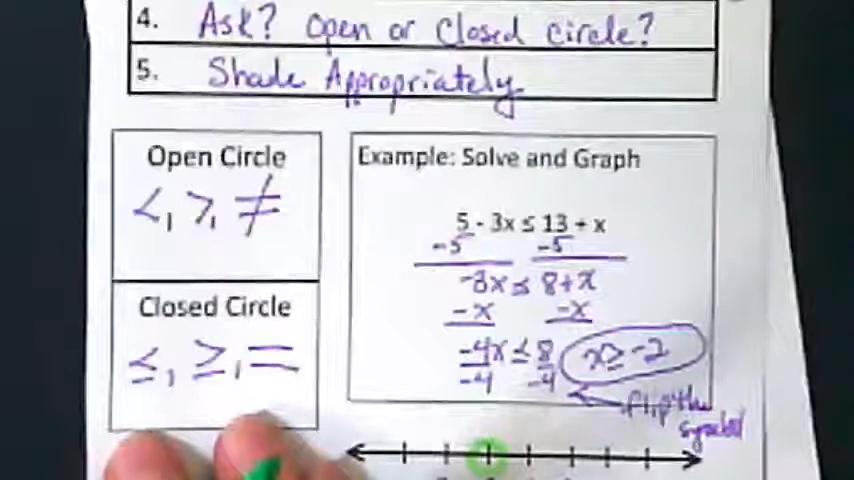 4. Ask? Open or Closed circle?
5. Shade Appropriately
Open Circle
<, >, ≠
Closed Circle
≤, ≥, =
Example: Solve and Graph
5 - 3x ≤ 13 + x
-5 -5
-3x ≤ 8+x
-x -x
-4x ≤ 8
-4 -4
x ≥ -2
flip the
symbol